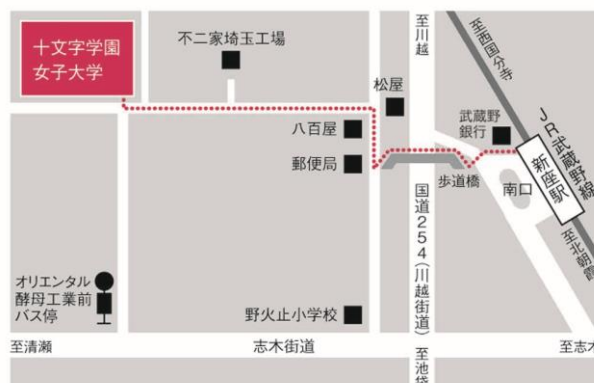 十文字学園
女子大学
不二家埼玉工場
松屋
至川越
至西国分寺
JR武蔵野線
武蔵野
銀行
新座駅
八百屋
郵便局
歩道橋
南口
至北朝霞
国道254(川越街道)
オリエンタル
酵母工業前
バス停
野火止小学校
至清瀬
志木街道
至池袋
至志木